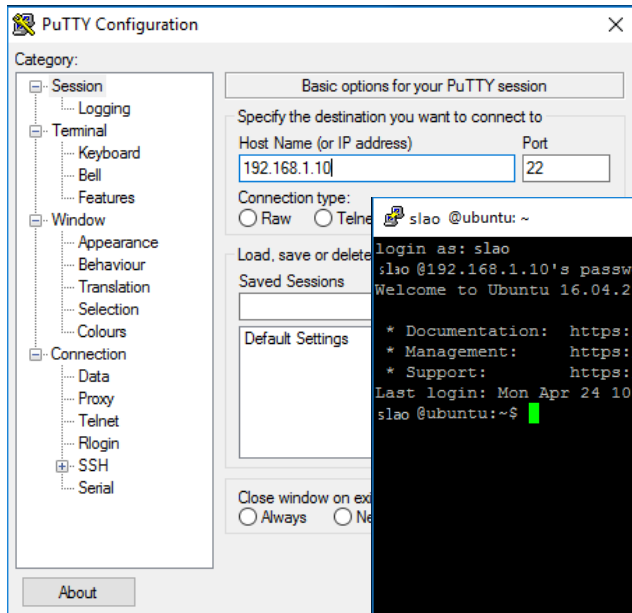 PuTTY Configuration
Category:
Session
Logging
Terminal
Keyboard
Bell
Features
Window
Appearance
Behaviour
Translation
Selection
Colours
Connection
Data
Proxy
Telnet
Rlogin
SSH
Serial
About
Basic options for your PuTTY session
Specify the destination you want to connect to
Host Name (or IP address) Port
192.168.1.10 22
Connection type:
Raw Telne
Load, save or delete
Saved Sessions
Default Settings
Close window on exi
Always Ne
slao @ubuntu: ~
login as: slao
slao @192.168.1.10's passw
Welcome to Ubuntu 16.04.2
* Documentation: https:
* Management: https:
* Support: https:
Last login: Mon Apr 24 10
slao @ubuntu:~$